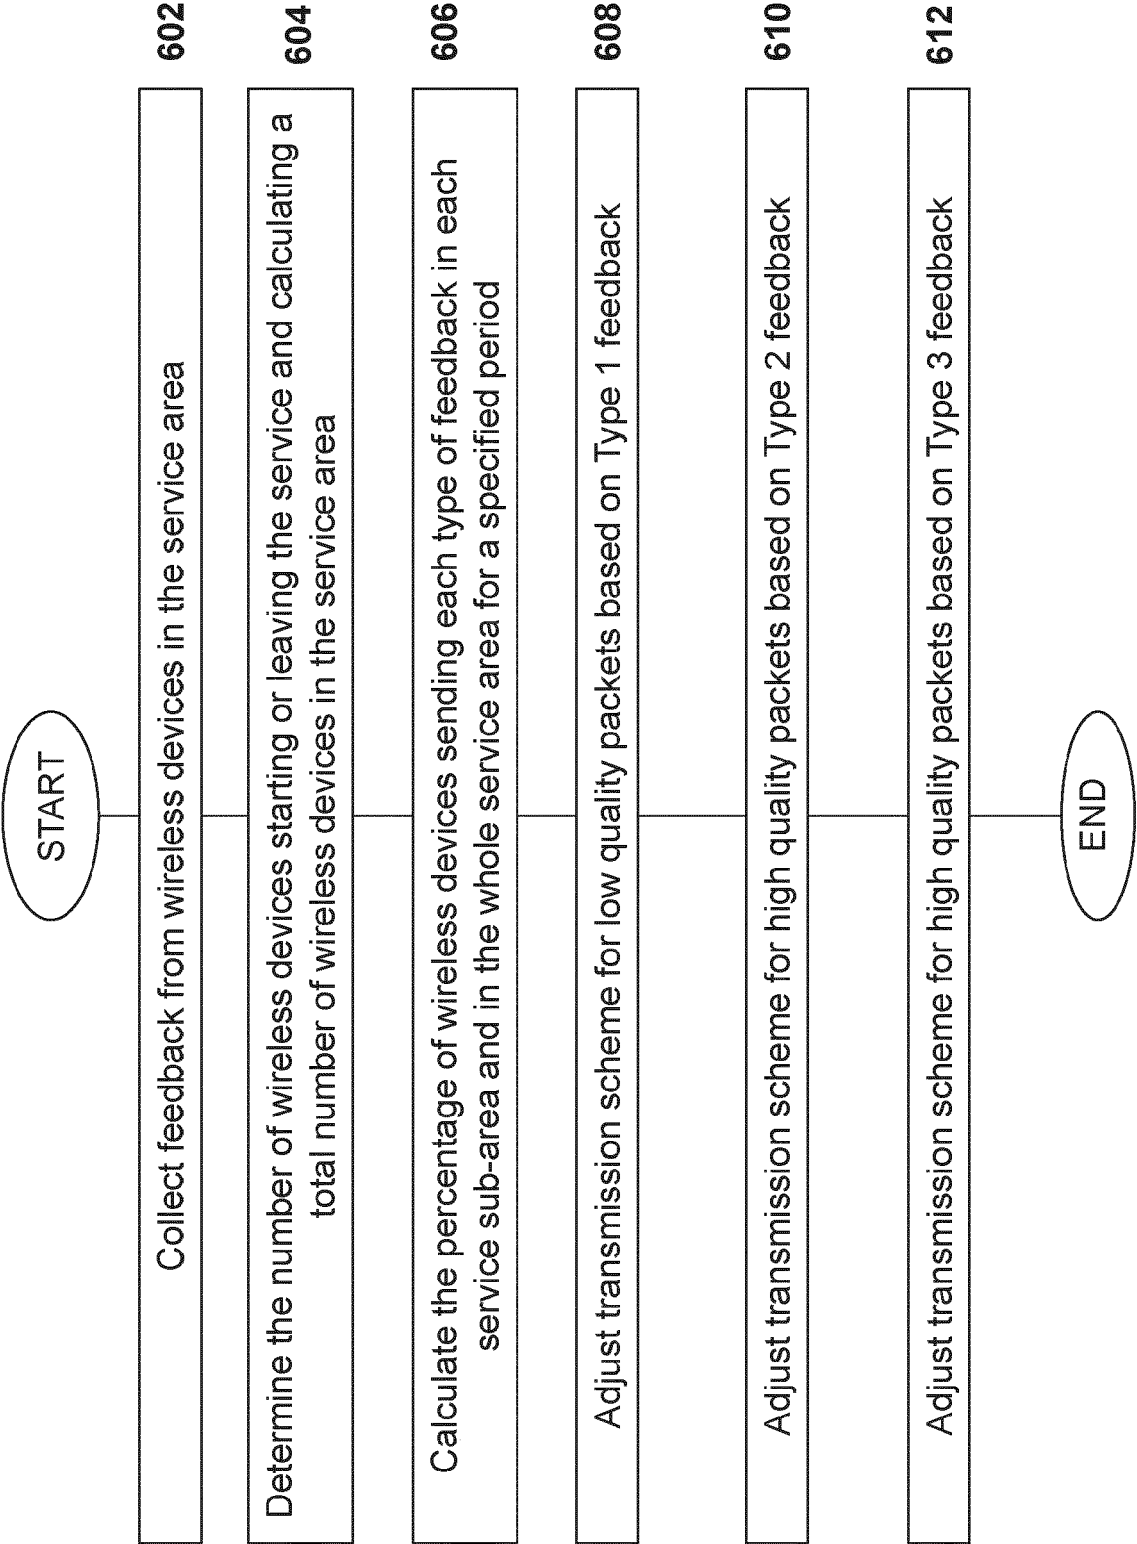 START
Collect feedback from wireless devices in the service area
602
Determine the number of wireless devices starting or leaving the service and calculating a
total number of wireless devices in the service area
604
Calculate the percentage of wireless devices sending each type of feedback in each
service sub-area and in the whole service area for a specified period
606
Adjust transmission scheme for low quality packets based on Type 1 feedback
608
Adjust transmission scheme for high quality packets based on Type 2 feedback
610
Adjust transmission scheme for high quality packets based on Type 3 feedback
612
END